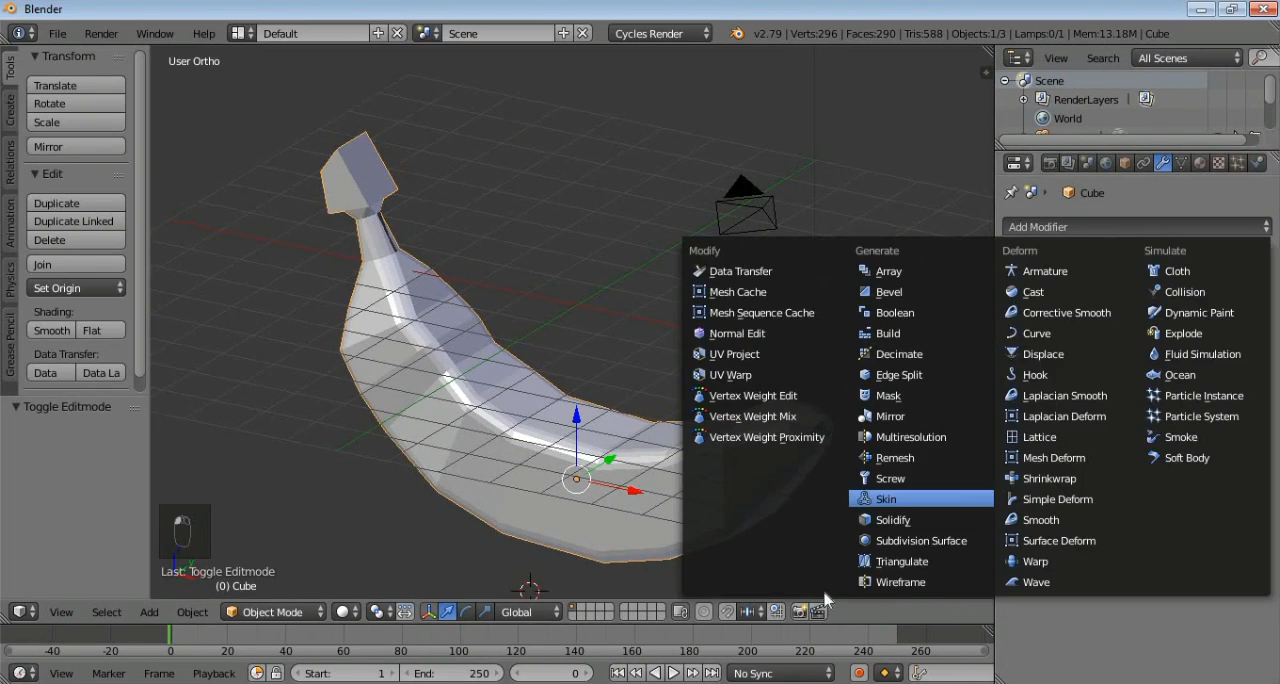 Blender
File Render Window Help Default Scene Cycles Render v2.79 | Verts:296 | Faces:290 | Tris:588 | Objects:1/3 | Lamps:0/1 | Mem:13.18M | Cube
Tools
Create
Relations
Animation
Physics
Grease Pencil
Transform
Translate
Rotate
Scale
Mirror
Edit
Duplicate
Duplicate Linked
Delete
Join
Set Origin
Shading:
Smooth Flat
Data Transfer:
Data Data La
Toggle Editmode
User Ortho
Last: Toggle Editmode
(0) Cube
View Search All Scenes
Scene
RenderLayers
World
Cube
Add Modifier
Modify
Data Transfer
Mesh Cache
Mesh Sequence Cache
Normal Edit
UV Project
UV Warp
Vertex Weight Edit
Vertex Weight Mix
Vertex Weight Proximity
Generate
Array
Bevel
Boolean
Build
Decimate
Edge Split
Mask
Mirror
Multiresolution
Remesh
Screw
Skin
Solidify
Subdivision Surface
Triangulate
Wireframe
Deform
Armature
Cast
Corrective Smooth
Curve
Displace
Hook
Laplacian Smooth
Laplacian Deform
Lattice
Mesh Deform
Shrinkwrap
Simple Deform
Smooth
Surface Deform
Warp
Wave
Simulate
Cloth
Collision
Dynamic Paint
Explode
Fluid Simulation
Ocean
Particle Instance
Particle System
Smoke
Soft Body
View Select Add Object Object Mode Global
-40 -20 0 20 40 60 80 100 120 140 160 180 200 220 240 260
View Marker Frame Playback Start: 1 End: 250 0 No Sync